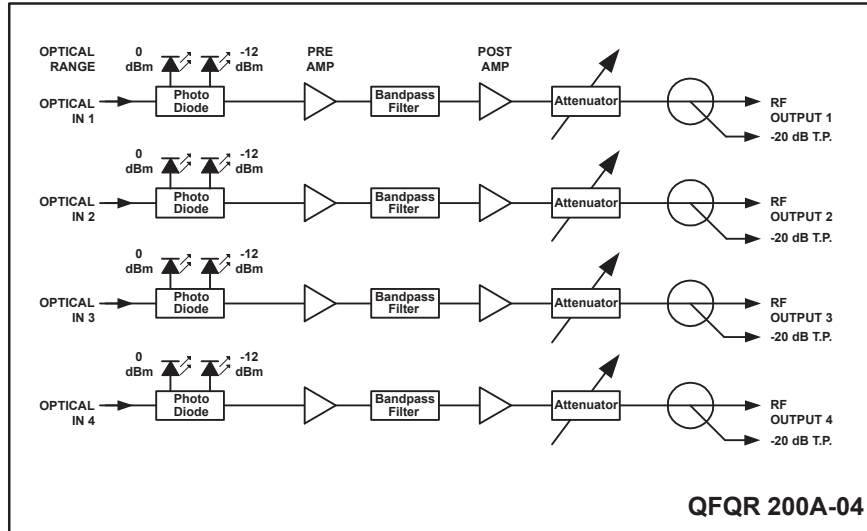 OPTICAL RANGE
0 dBm
-12 dBm
PRE AMP
POST AMP
OPTICAL IN 1
Photo Diode
Bandpass Filter
Attenuator
RF OUTPUT 1
-20 dB T.P.
0 dBm
-12 dBm
OPTICAL IN 2
Photo Diode
Bandpass Filter
Attenuator
RF OUTPUT 2
-20 dB T.P.
0 dBm
-12 dBm
OPTICAL IN 3
Photo Diode
Bandpass Filter
Attenuator
RF OUTPUT 3
-20 dB T.P.
0 dBm
-12 dBm
OPTICAL IN 4
Photo Diode
Bandpass Filter
Attenuator
RF OUTPUT 4
-20 dB T.P.
QFQR 200A-04